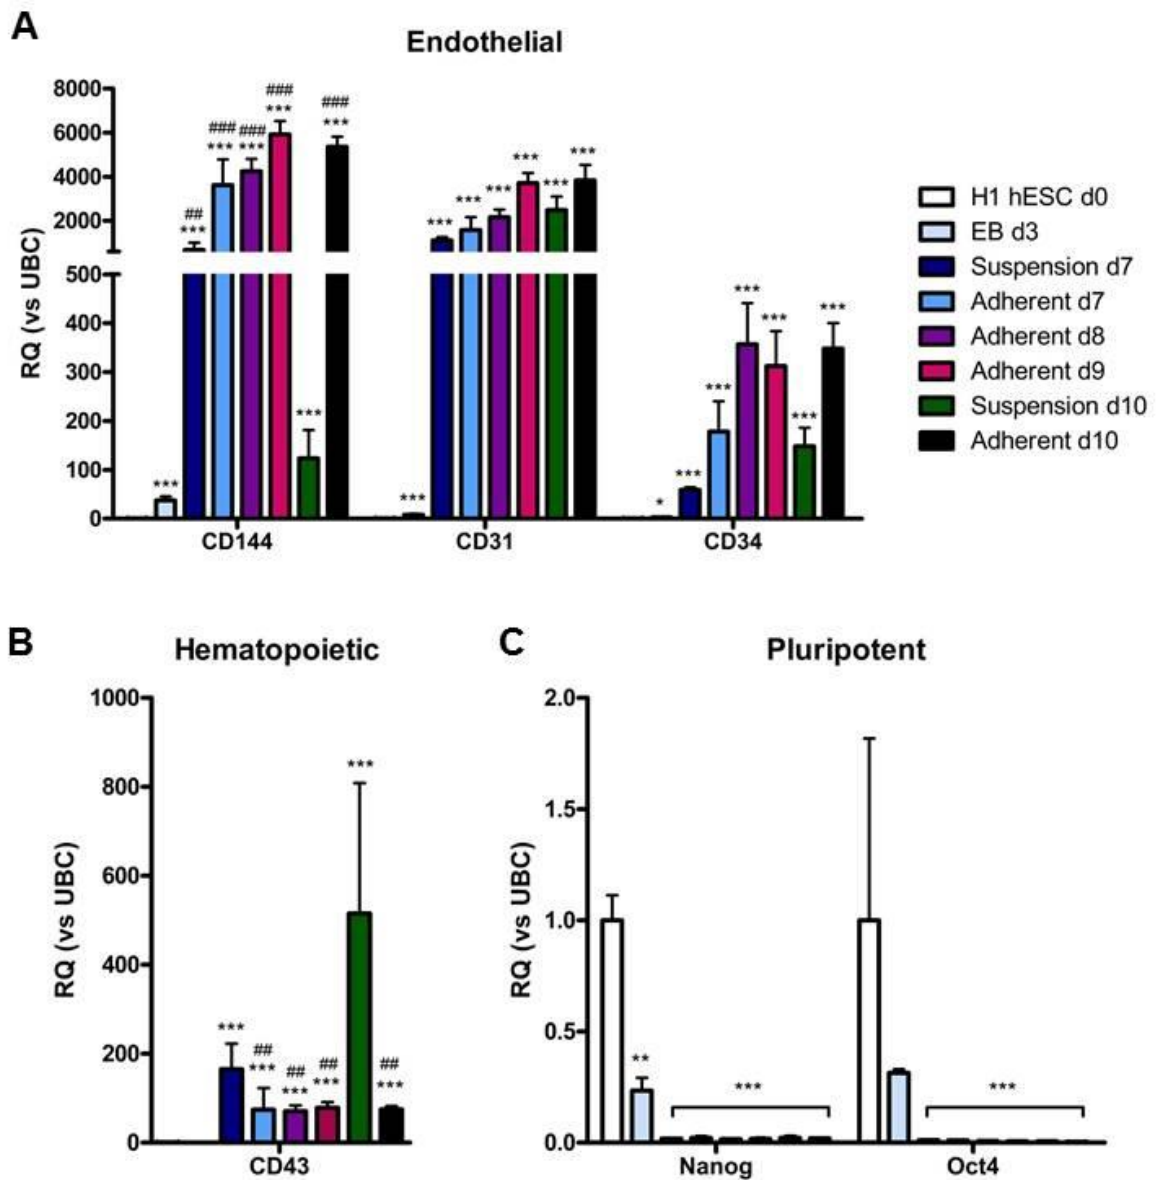 A
Endothelial
8000
6000
4000
2000
500
400
300
200
100
0
RQ (vs UBC)
***
##
***
###
***
###
***
###
***
***
###
***
***
***
***
***
***
***
***
*
***
***
***
***
***
***
CD144
CD31
CD34
H1 hESC d0
EB d3
Suspension d7
Adherent d7
Adherent d8
Adherent d9
Suspension d10
Adherent d10
B
Hematopoietic
1000
800
600
400
200
0
RQ (vs UBC)
***
##
***
##
***
##
***
***
##
***
CD43
C
Pluripotent
2.0
1.5
1.0
0.5
0.0
RQ (vs UBC)
**
***
***
Nanog
Oct4